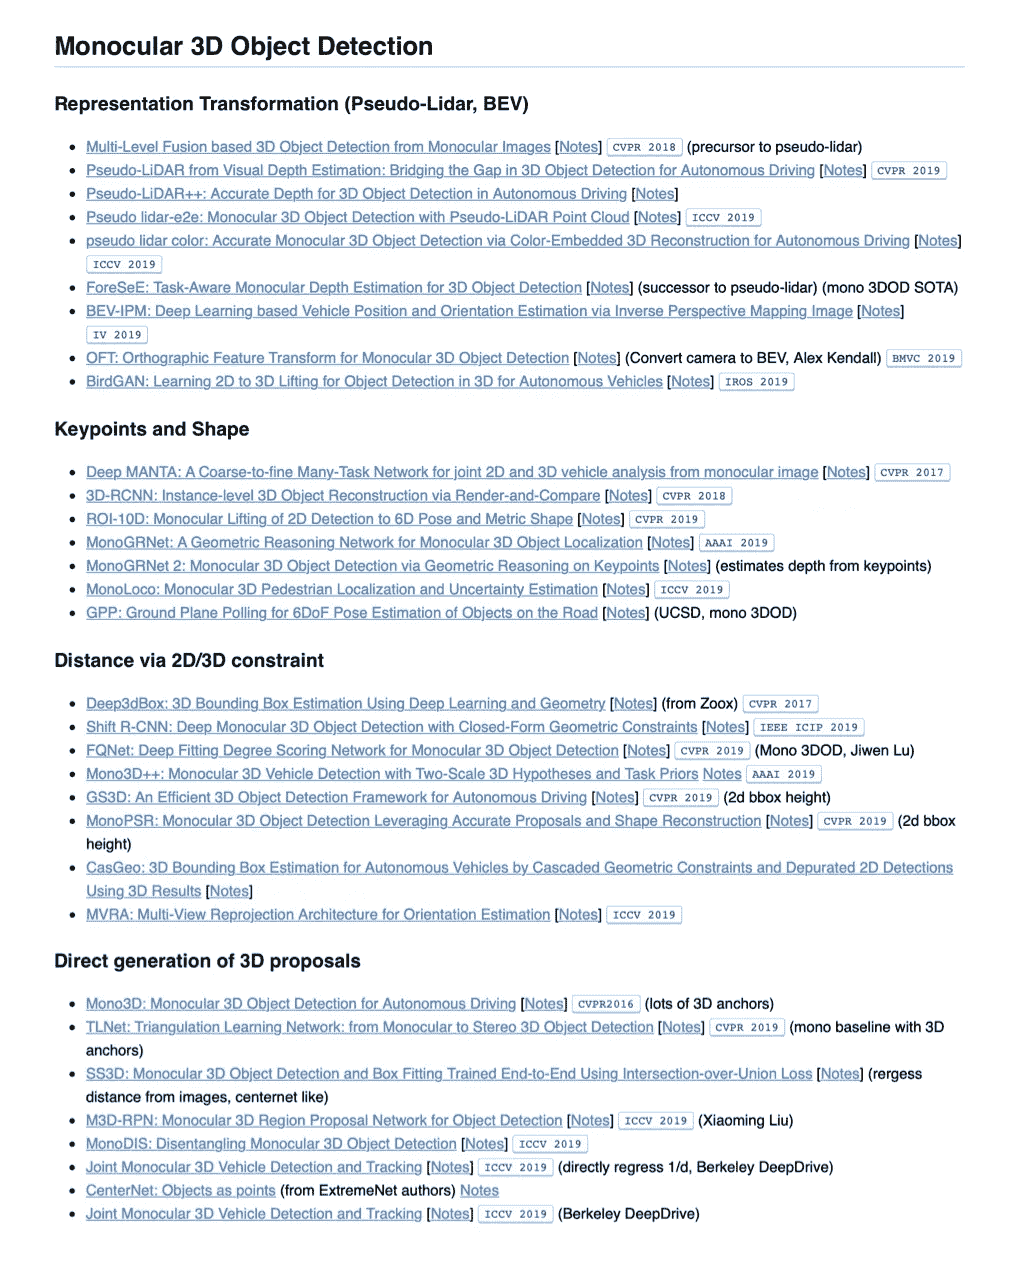 Monocular 3D Object Detection
Representation Transformation (Pseudo-Lidar, BEV)
• Multi-Level Fusion based 3D Object Detection from Monocular Images [Notes] CVPR 2018 (precursor to pseudo-lidar)
• Pseudo-LiDAR from Visual Depth Estimation: Bridging the Gap in 3D Object Detection for Autonomous Driving [Notes] CVPR 2019
• Pseudo-LiDAR++: Accurate Depth for 3D Object Detection in Autonomous Driving [Notes]
• Pseudo lidar-e2e: Monocular 3D Object Detection with Pseudo-LiDAR Point Cloud [Notes] ICCV 2019
• pseudo lidar color: Accurate Monocular 3D Object Detection via Color-Embedded 3D Reconstruction for Autonomous Driving [Notes]
ICCV 2019
• ForeSeE: Task-Aware Monocular Depth Estimation for 3D Object Detection [Notes] (successor to pseudo-lidar) (mono 3DOD SOTA)
• BEV-IPM: Deep Learning based Vehicle Position and Orientation Estimation via Inverse Perspective Mapping Image [Notes]
IV 2019
• OFT: Orthographic Feature Transform for Monocular 3D Object Detection [Notes] (Convert camera to BEV, Alex Kendall) BMVC 2019
• BirdGAN: Learning 2D to 3D Lifting for Object Detection in 3D for Autonomous Vehicles [Notes] IROS 2019
Keypoints and Shape
• Deep MANTA: A Coarse-to-fine Many-Task Network for joint 2D and 3D vehicle analysis from monocular image [Notes] CVPR 2017
• 3D-RCNN: Instance-level 3D Object Reconstruction via Render-and-Compare [Notes] CVPR 2018
• ROI-10D: Monocular Lifting of 2D Detection to 6D Pose and Metric Shape [Notes] CVPR 2019
• MonoGRNet: A Geometric Reasoning Network for Monocular 3D Object Localization [Notes] AAAI 2019
• MonoGRNet 2: Monocular 3D Object Detection via Geometric Reasoning on Keypoints [Notes] (estimates depth from keypoints)
• MonoLoco: Monocular 3D Pedestrian Localization and Uncertainty Estimation [Notes] ICCV 2019
• GPP: Ground Plane Polling for 6DoF Pose Estimation of Objects on the Road [Notes] (UCSD, mono 3DOD)
Distance via 2D/3D constraint
• Deep3dBox: 3D Bounding Box Estimation Using Deep Learning and Geometry [Notes] (from Zoox) CVPR 2017
• Shift R-CNN: Deep Monocular 3D Object Detection with Closed-Form Geometric Constraints [Notes] IEEE ICIP 2019
• FQNet: Deep Fitting Degree Scoring Network for Monocular 3D Object Detection [Notes] CVPR 2019 (Mono 3DOD, Jiwen Lu)
• Mono3D++: Monocular 3D Vehicle Detection with Two-Scale 3D Hypotheses and Task Priors Notes AAAI 2019
• GS3D: An Efficient 3D Object Detection Framework for Autonomous Driving [Notes] CVPR 2019 (2d bbox height)
• MonoPSR: Monocular 3D Object Detection Leveraging Accurate Proposals and Shape Reconstruction [Notes] CVPR 2019 (2d bbox
height)
• CasGeo: 3D Bounding Box Estimation for Autonomous Vehicles by Cascaded Geometric Constraints and Depurated 2D Detections
Using 3D Results [Notes]
• MVRA: Multi-View Reprojection Architecture for Orientation Estimation [Notes] ICCV 2019
Direct generation of 3D proposals
• Mono3D: Monocular 3D Object Detection for Autonomous Driving [Notes] CVPR2016 (lots of 3D anchors)
• TLNet: Triangulation Learning Network: from Monocular to Stereo 3D Object Detection [Notes] CVPR 2019 (mono baseline with 3D
anchors)
• SS3D: Monocular 3D Object Detection and Box Fitting Trained End-to-End Using Intersection-over-Union Loss [Notes] (rergess
distance from images, centernet like)
• M3D-RPN: Monocular 3D Region Proposal Network for Object Detection [Notes] ICCV 2019 (Xiaoming Liu)
• MonoDIS: Disentangling Monocular 3D Object Detection [Notes] ICCV 2019
• Joint Monocular 3D Vehicle Detection and Tracking [Notes] ICCV 2019 (directly regress 1/d, Berkeley DeepDrive)
• CenterNet: Objects as points (from ExtremeNet authors) Notes
• Joint Monocular 3D Vehicle Detection and Tracking [Notes] ICCV 2019 (Berkeley DeepDrive)